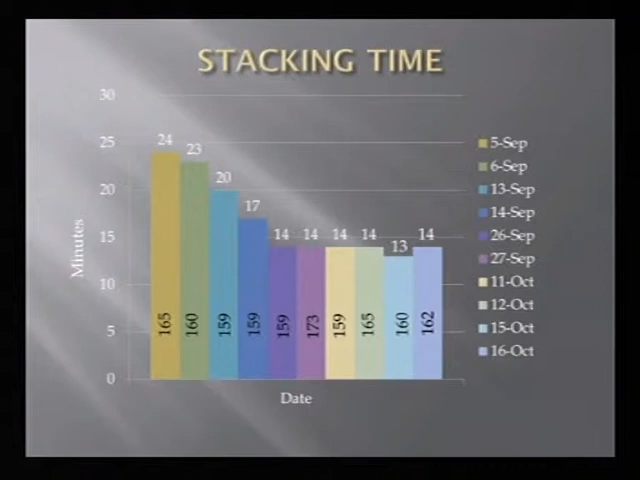 STACKING TIME
30
25
20
15
10
5
0
Minutes
24
23
20
17
14
14
14
14
13
14
165
160
159
159
159
173
159
165
160
162
Date
5-Sep
6-Sep
13-Sep
14-Sep
26-Sep
27-Sep
11-Oct
12-Oct
15-Oct
16-Oct